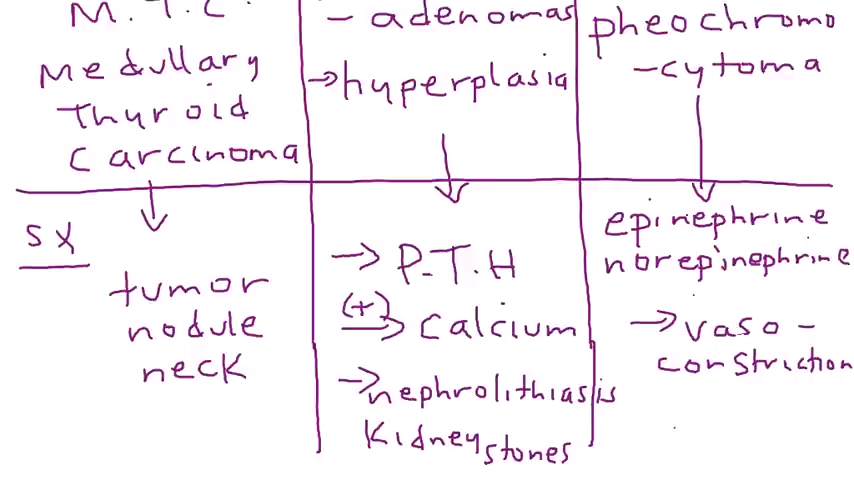 M. T. C.
Medullary
Thyroid
Carcinoma
- adenomas
→ hyperplasia
pheochromo
-cytoma
SX
tumor
nodule
neck
→ P.T.H
(+)
→ Calcium
→ nephrolithiasis
Kidney stones
epinephrine
norepinephrine
→ vaso -
constriction